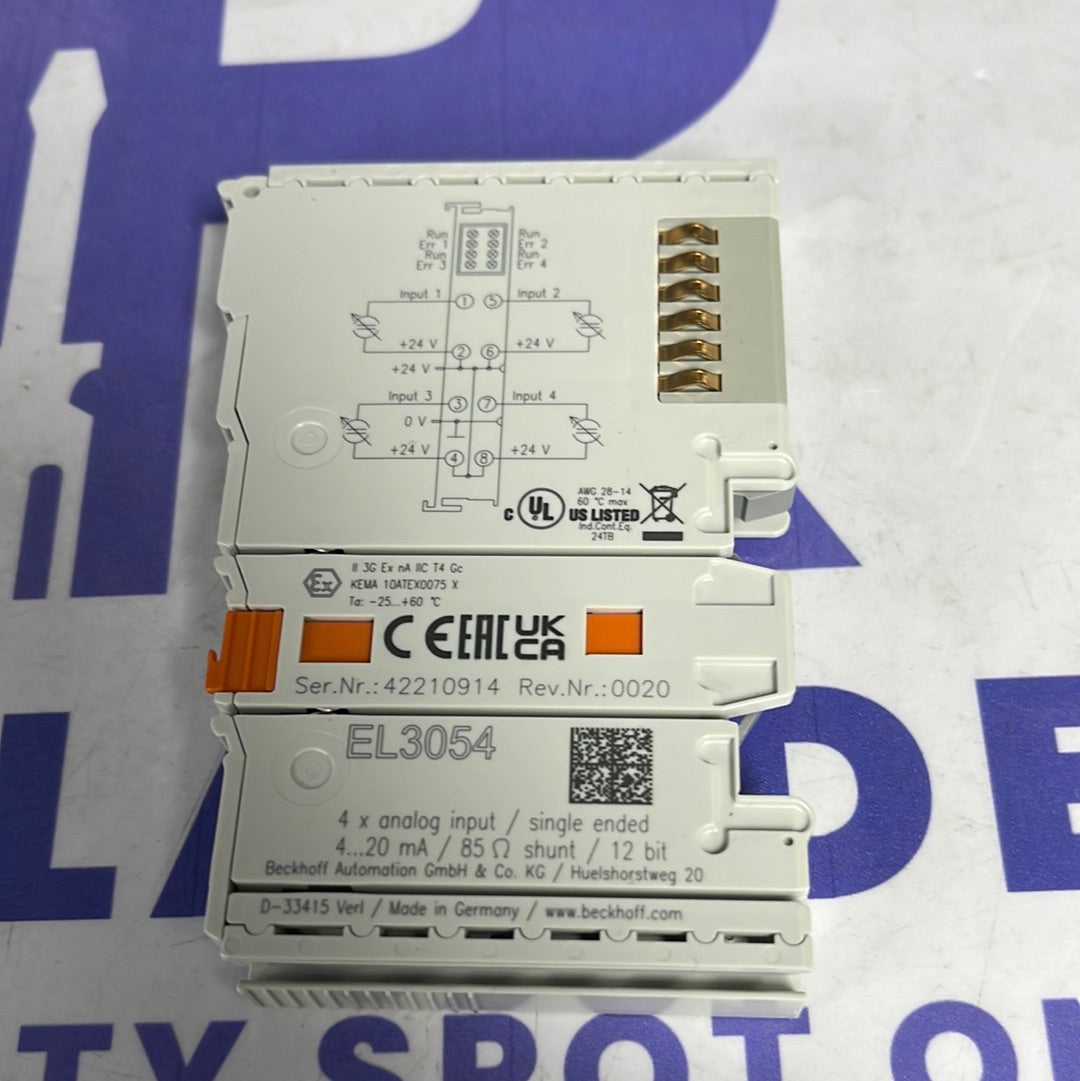 Run Run
Err 1 Err 2
Run Run
Err 3 Err 4
Input 1 1 5 Input 2
+24 V 2 6 +24 V
+24 V
Input 3 3 7 Input 4
0 V
+24 V 4 8 +24 V
AWG 28-14
60 °C max
C UL US LISTED
Ind.Cont.Eq.
24TB
Ex II 3G Ex nA IIC T4 Gc
KEMA 10ATEX0075 X
Ta: -25...+60 °C
CE EAC UK CA
Ser.Nr.: 42210914 Rev.Nr.:0020
EL3054
4 x analog input / single ended
4...20 mA / 85 Ω shunt / 12 bit
Beckhoff Automation GmbH & Co. KG / Huelshorstweg 20
D-33415 Verl / Made in Germany / www.beckhoff.com
TY SPOT